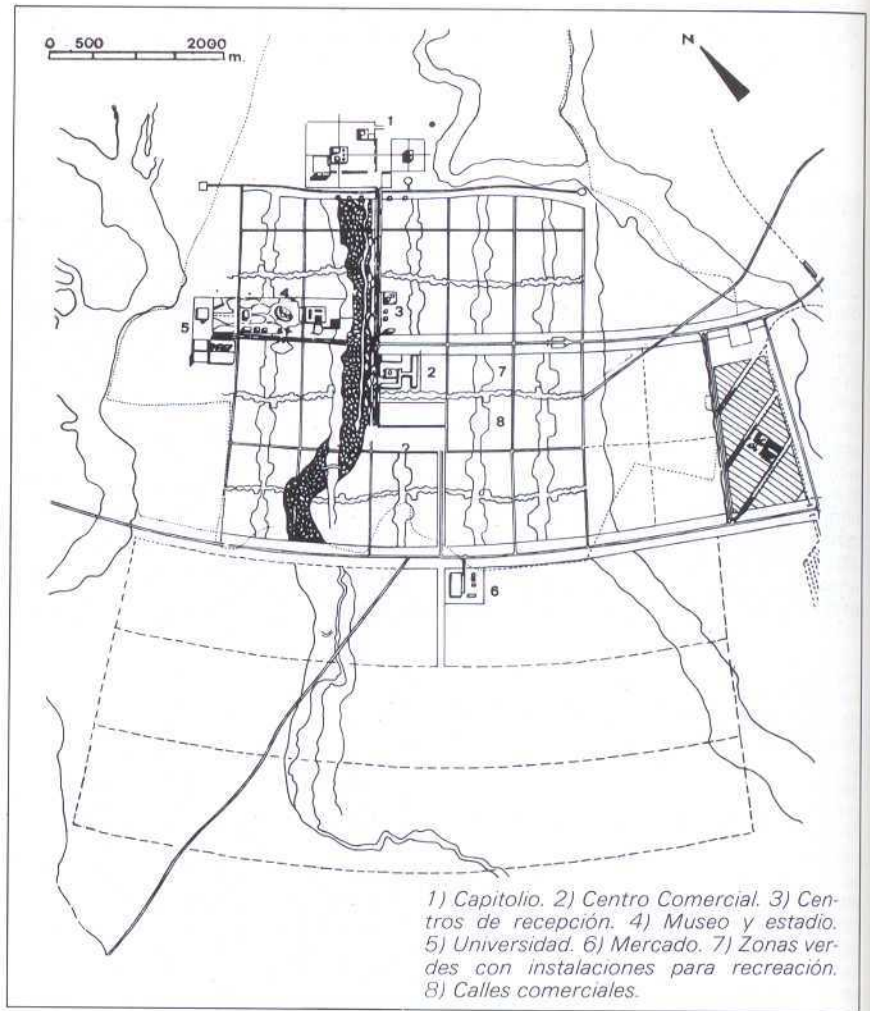 0 500 2000
m.
N
1
4
5
3
2
7
8
6
1) Capitolio. 2) Centro Comercial. 3) Cen-
tros de recepción. 4) Museo y estadio.
5) Universidad. 6) Mercado. 7) Zonas ver-
des con instalaciones para recreación.
8) Calles comerciales.